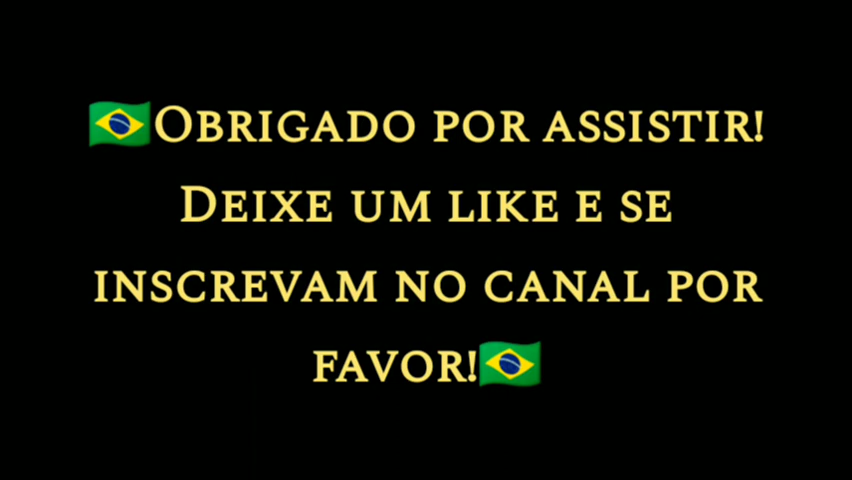 🇧🇷Obrigado por assistir!
Deixe um like e se
inscrevam no canal por
favor!🇧🇷